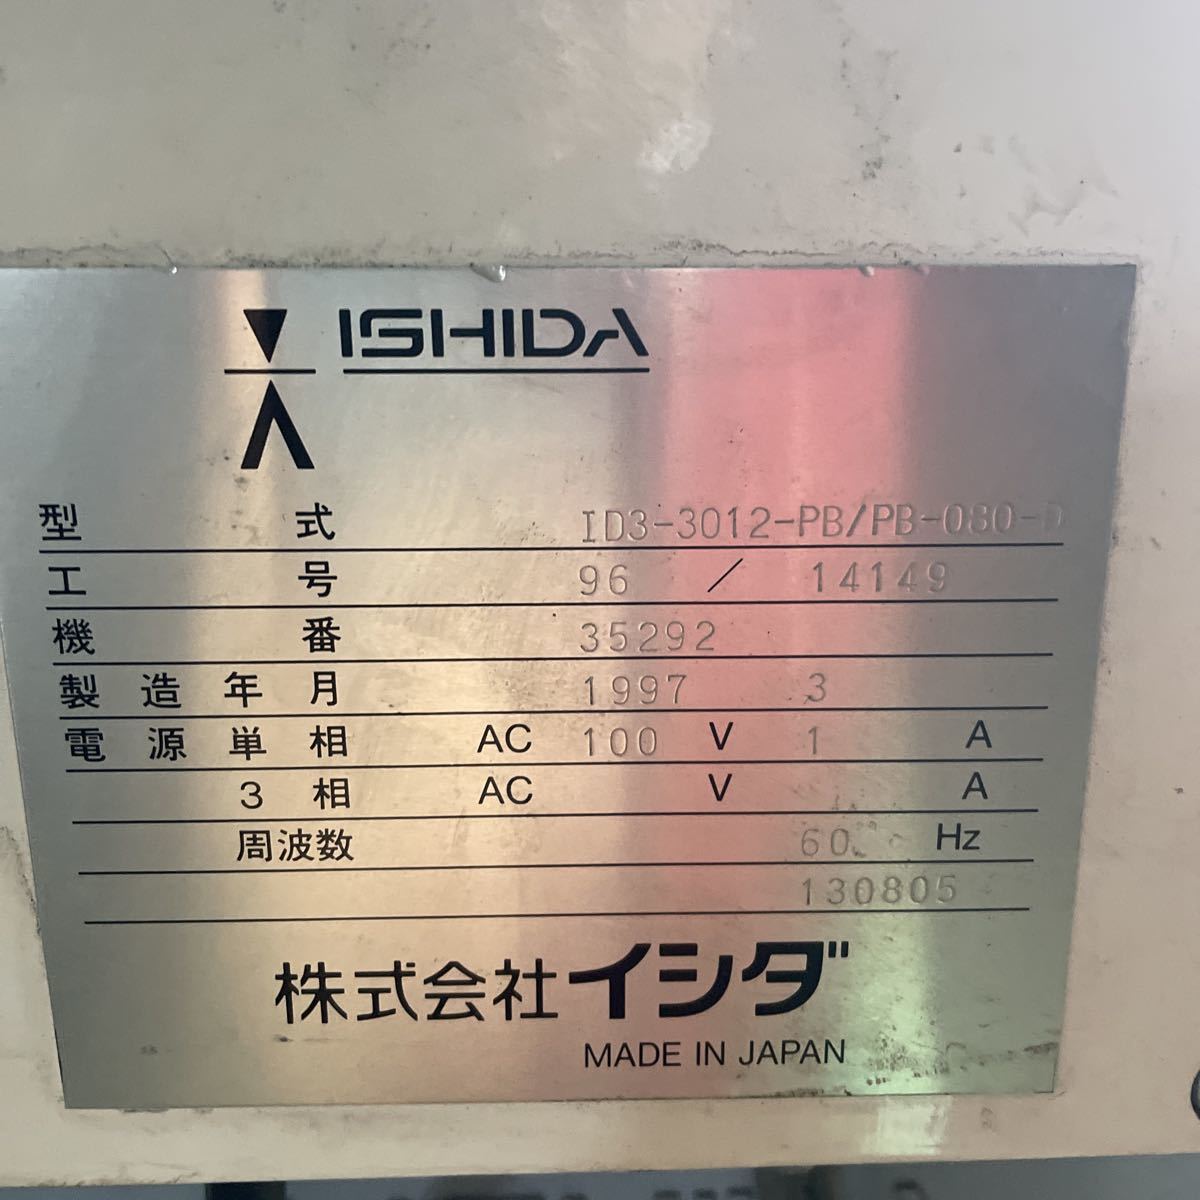 ISHIDA
型式 ID3-3012-PB/PB-080-D
工号 96 / 14149
機番 35292
製造年月 1997 3
電源単相 AC 100 V 1 A
3相 AC V A
周波数 60 Hz
130805
株式会社イシダ
MADE IN JAPAN